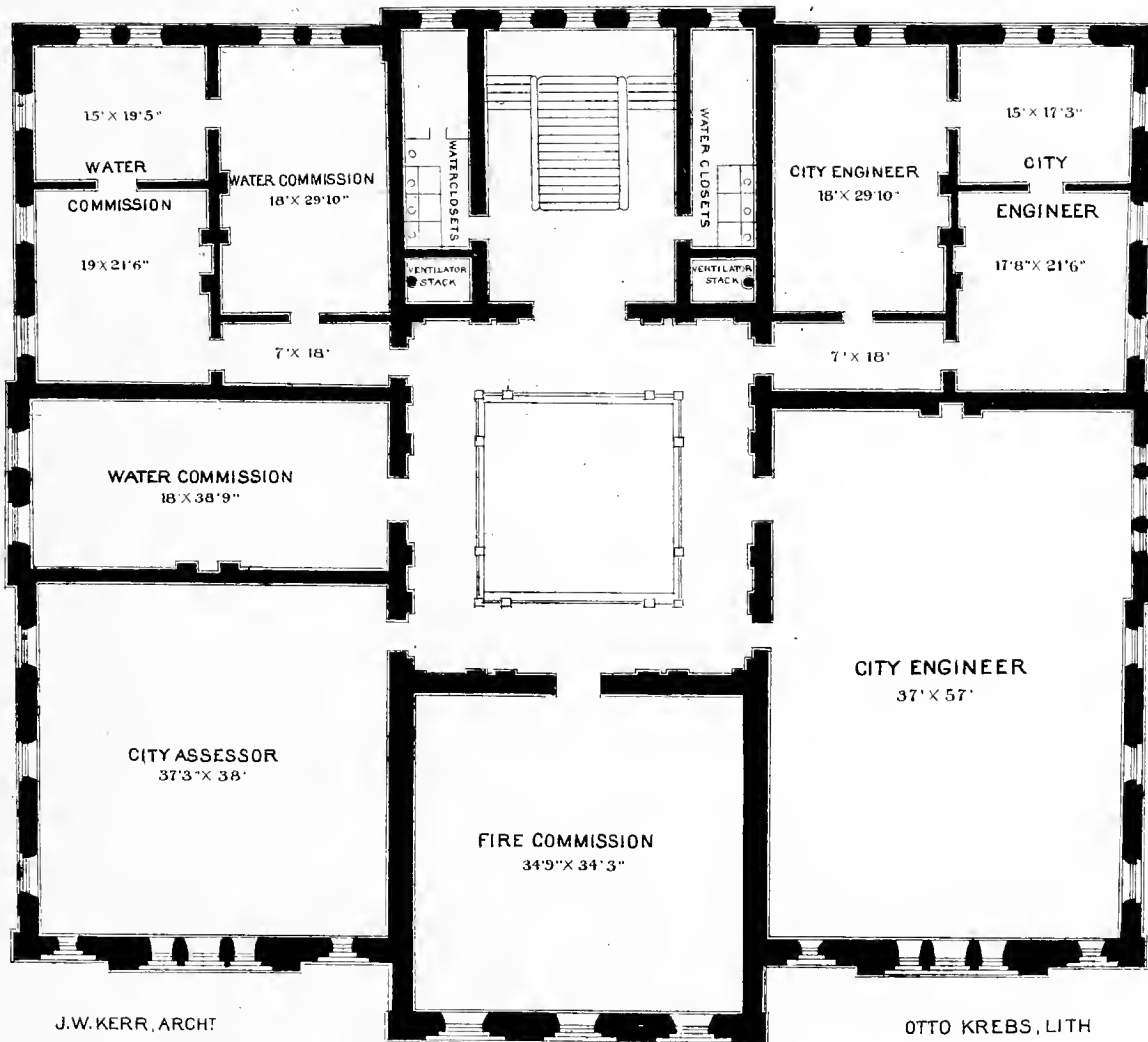 15' X 19'5"
WATER
COMMISSION
19' X 21'6"
WATER COMMISSION
18' X 29'10"
WATERCLOSETS
VENTILATOR
STACK
WATER CLOSETS
VENTILATOR
STACK
CITY ENGINEER
18' X 29'10"
15' X 17'3"
CITY
ENGINEER
17'8" X 21'6"
7' X 18'
7' X 18'
WATER COMMISSION
18' X 38'9"
CITY ENGINEER
37' X 57'
CITY ASSESSOR
37'3" X 38'
FIRE COMMISSION
34'9" X 34'3"
J.W. KERR, ARCHT
OTTO KREBS, LITH